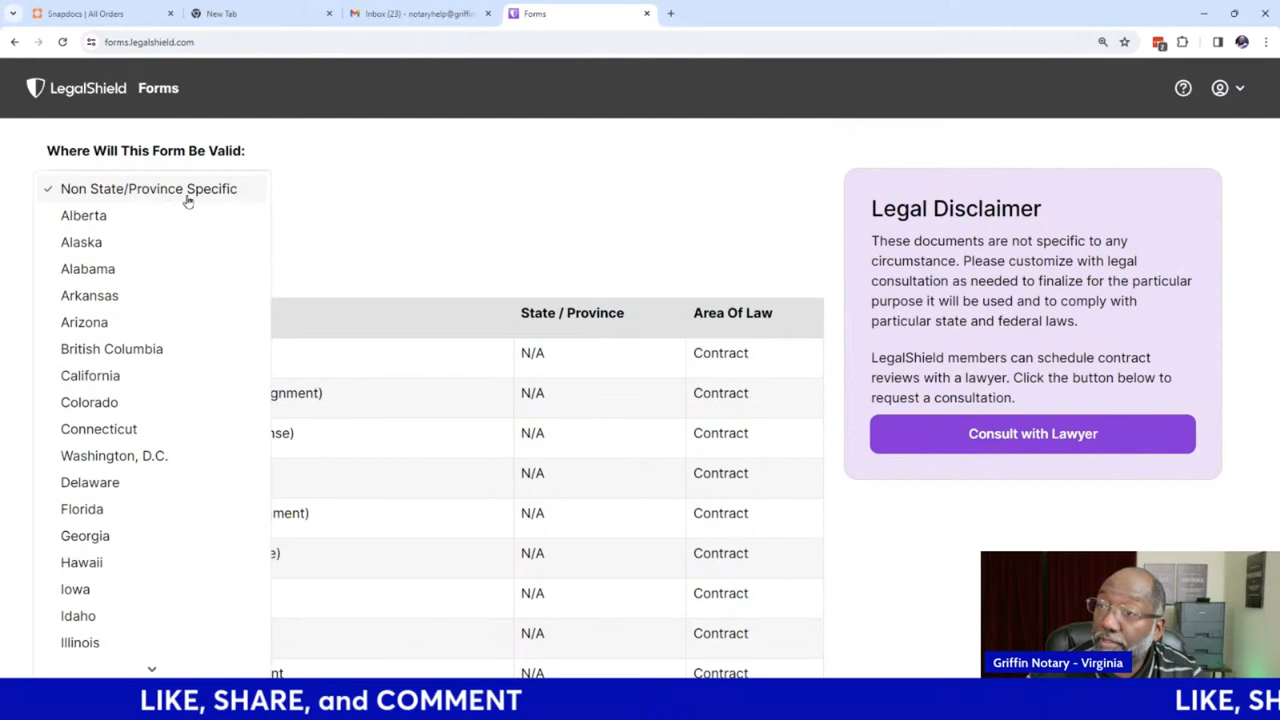 Snapdocs | All Orders
New Tab
Inbox (23) - notaryhelp@griffin
Forms
forms.legalshield.com
LegalShield Forms
Where Will This Form Be Valid:
Non State/Province Specific
Alberta
Alaska
Alabama
Arkansas
Arizona
British Columbia
California
Colorado
Connecticut
Washington, D.C.
Delaware
Florida
Georgia
Hawaii
Iowa
Idaho
Illinois
State / Province Area Of Law
N/A Contract
gnment) N/A Contract
nse) N/A Contract
N/A Contract
ment) N/A Contract
e) N/A Contract
N/A Contract
N/A Contract
nt N/A Contract
Legal Disclaimer
These documents are not specific to any
circumstance. Please customize with legal
consultation as needed to finalize for the particular
purpose it will be used and to comply with
particular state and federal laws.
LegalShield members can schedule contract
reviews with a lawyer. Click the button below to
request a consultation.
Consult with Lawyer
Griffin Notary - Virginia
LIKE, SHARE, and COMMENT
LIKE, SH